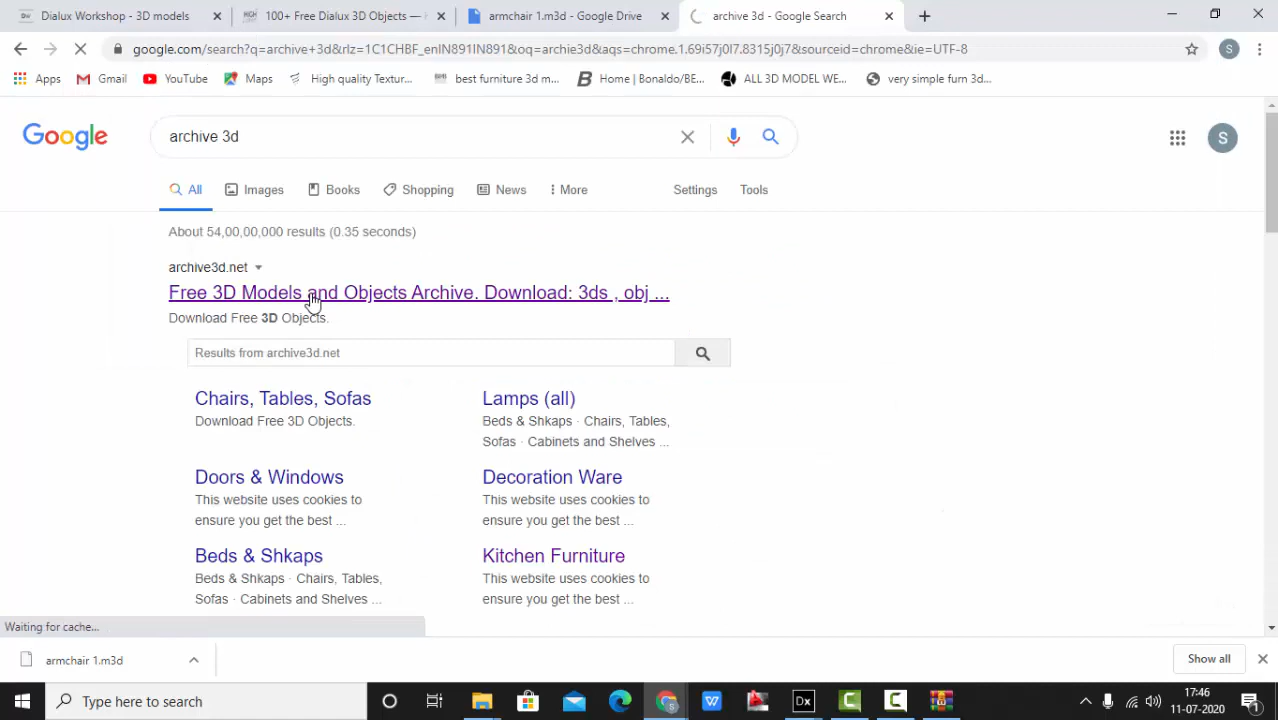 Dialux Workshop - 3D models
100+ Free Dialux 3D Objects —
armchair 1.m3d - Google Drive
archive 3d - Google Search
google.com/search?q=archive+3d&rlz=1C1CHBF_enIN891IN891&oq=archie3d&aqs=chrome.1.69i57j0l7.8315j0j7&sourceid=chrome&ie=UTF-8
S
Apps
Gmail
YouTube
Maps
High quality Textur...
best furniture 3d m...
Home | Bonaldo/BE...
ALL 3D MODEL WE...
very simple furn 3d...
Google
archive 3d
S
All
Images
Books
Shopping
News
More
Settings
Tools
About 54,00,00,000 results (0.35 seconds)
archive3d.net
Free 3D Models and Objects Archive. Download: 3ds , obj ...
Download Free 3D Objects.
Results from archive3d.net
Chairs, Tables, Sofas
Download Free 3D Objects.
Lamps (all)
Beds & Shkaps · Chairs, Tables,
Sofas · Cabinets and Shelves ...
Doors & Windows
This website uses cookies to
ensure you get the best ...
Decoration Ware
This website uses cookies to
ensure you get the best ...
Beds & Shkaps
Beds & Shkaps · Chairs, Tables,
Sofas · Cabinets and Shelves ...
Kitchen Furniture
This website uses cookies to
ensure you get the best ...
Waiting for cache...
armchair 1.m3d
Show all
Type here to search
Dx
17:46
11-07-2020